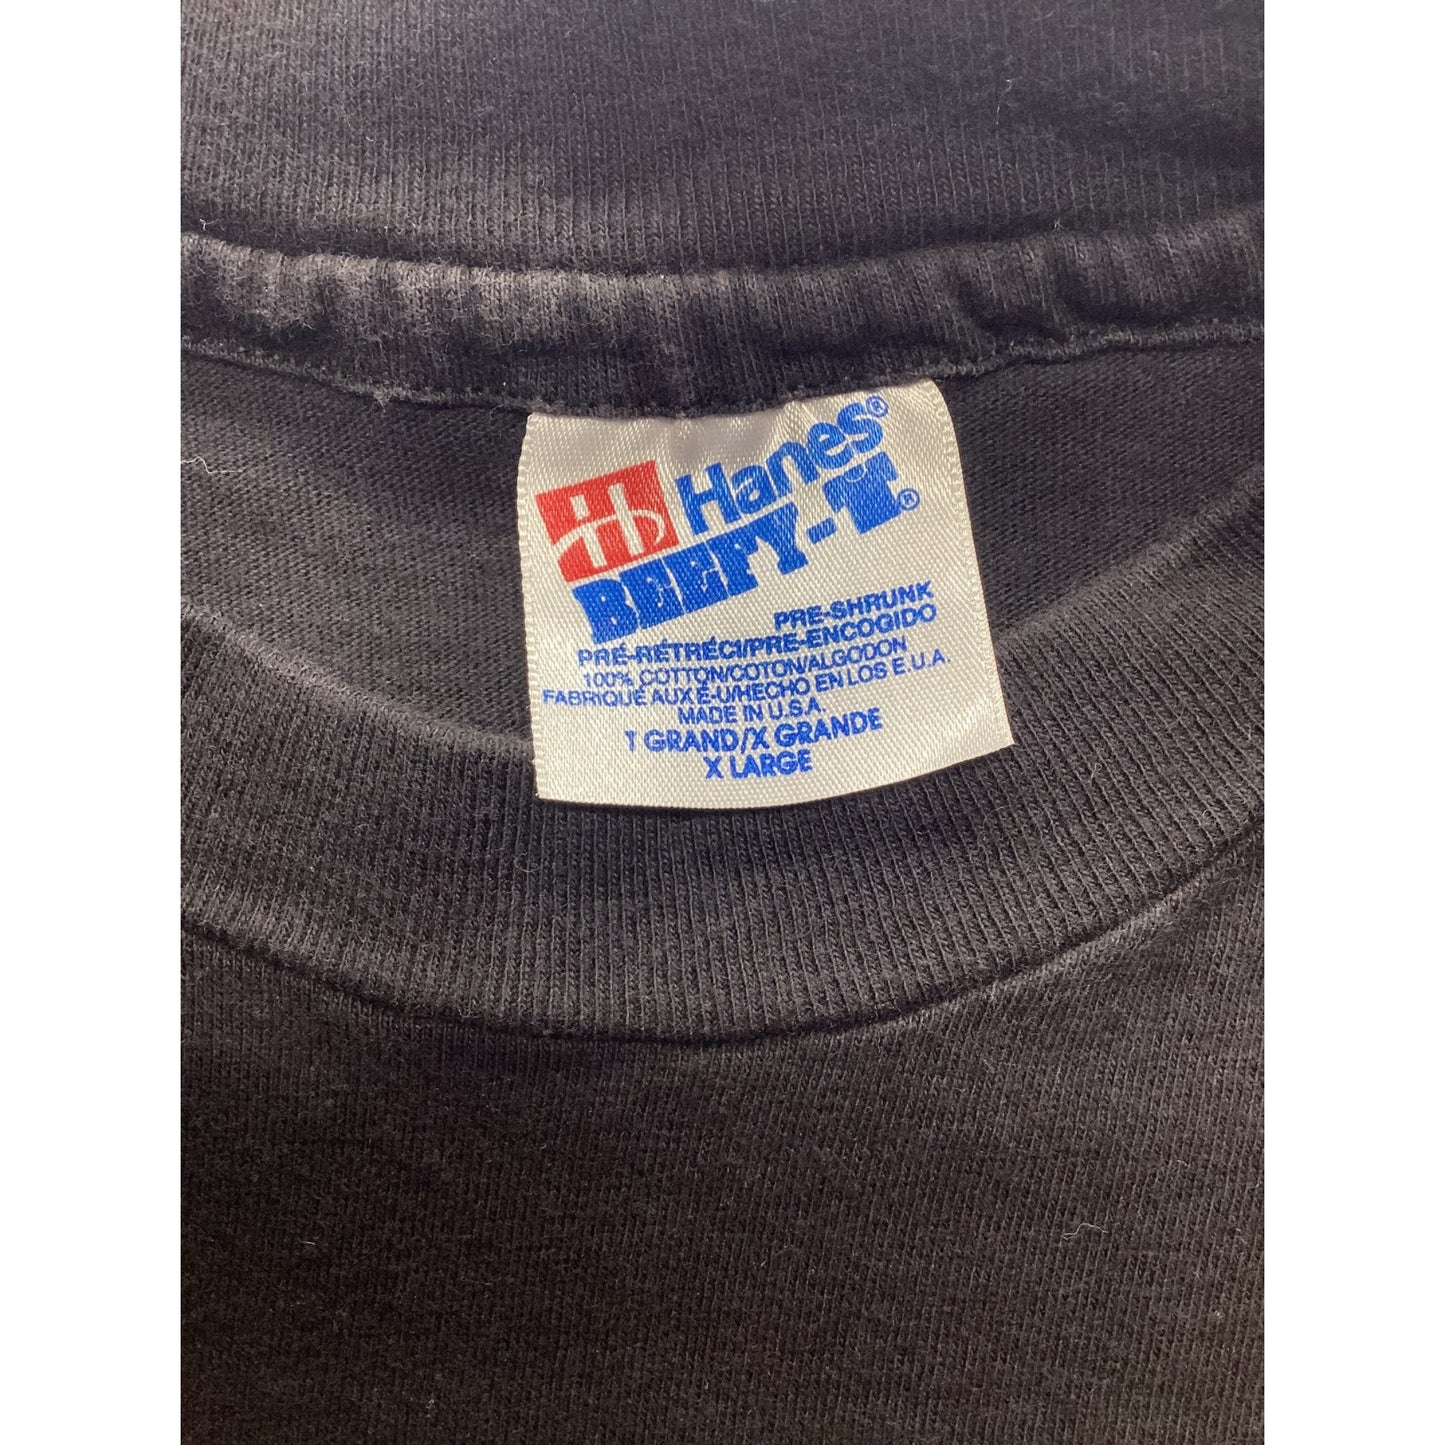 Hanes®
BEEFY-T®
PRE-SHRUNK
PRÉ-RÉTRÉCI/PRE-ENCOGIDO
100% COTTON/COTON/ALGODON
FABRIQUÉ AUX É-U/HECHO EN LOS E.U.A.
MADE IN U.S.A.
T GRAND/X GRANDE
X LARGE